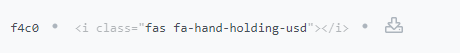 f4c0 • <i class="fas fa-hand-holding-usd"></i> •